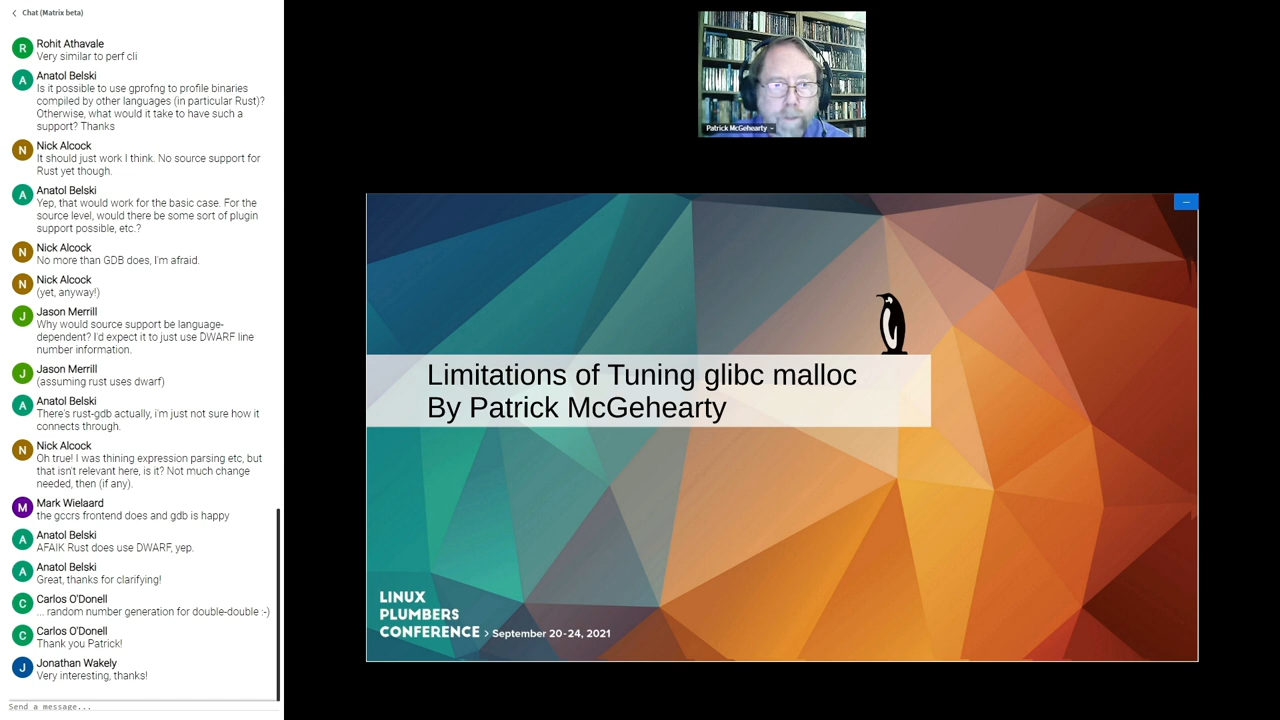 Chat (Matrix beta)
R
Rohit Athavale
Very similar to perf cli
A
Anatol Belski
Is it possible to use gprofng to profile binaries
compiled by other languages (in particular Rust)?
Otherwise, what would it take to have such a
support? Thanks
N
Nick Alcock
It should just work I think. No source support for
Rust yet though.
A
Anatol Belski
Yep, that would work for the basic case. For the
source level, would there be some sort of plugin
support possible, etc.?
N
Nick Alcock
No more than GDB does, I'm afraid.
N
Nick Alcock
(yet, anyway!)
J
Jason Merrill
Why would source support be language-
dependent? I'd expect it to just use DWARF line
number information.
J
Jason Merrill
(assuming rust uses dwarf)
A
Anatol Belski
There's rust-gdb actually, i'm just not sure how it
connects through.
N
Nick Alcock
Oh true! I was thining expression parsing etc, but
that isn't relevant here, is it? Not much change
needed, then (if any).
M
Mark Wielaard
the gccrs frontend does and gdb is happy
A
Anatol Belski
AFAIK Rust does use DWARF, yep.
A
Anatol Belski
Great, thanks for clarifying!
C
Carlos O'Donell
... random number generation for double-double :-)
C
Carlos O'Donell
Thank you Patrick!
J
Jonathan Wakely
Very interesting, thanks!
Send a message...
Patrick McGehearty
Limitations of Tuning glibc malloc
By Patrick McGehearty
LINUX
PLUMBERS
CONFERENCE > September 20-24, 2021